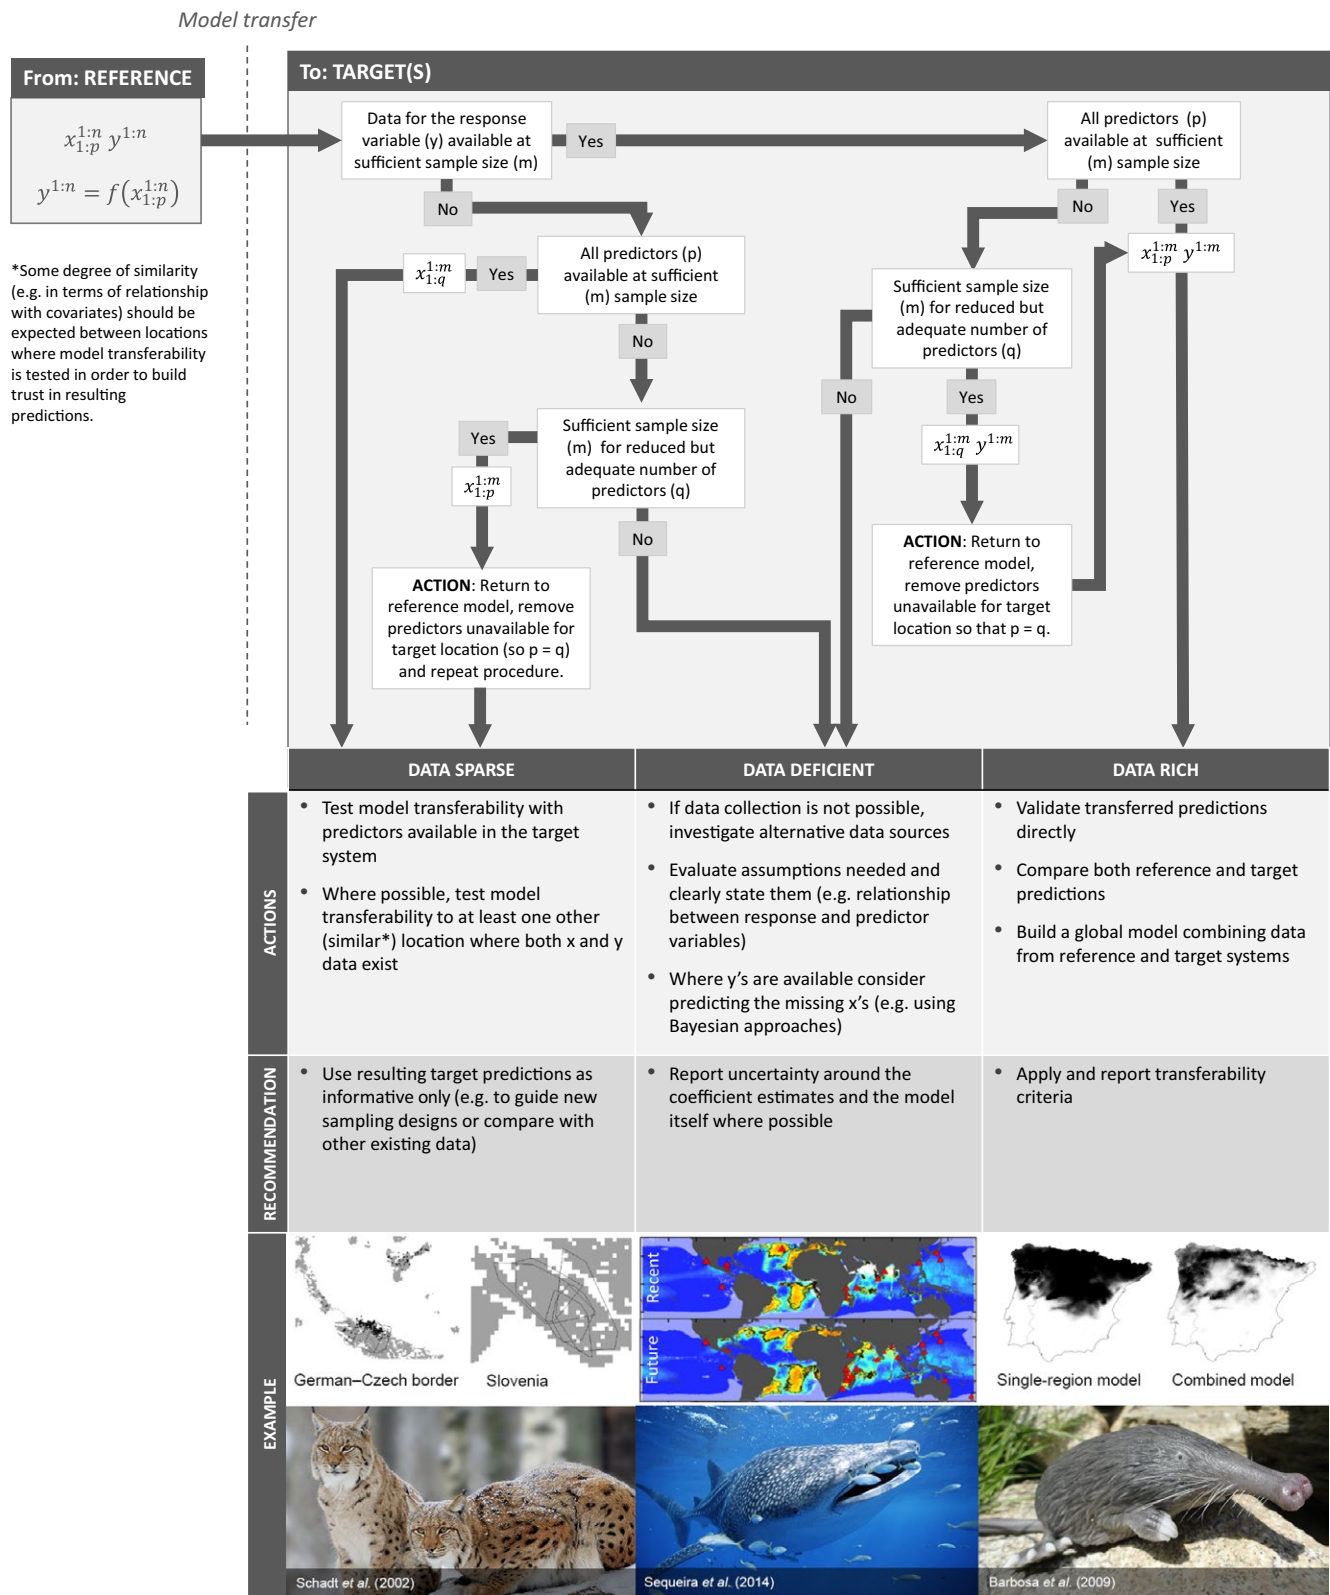 Model transfer
From: REFERENCE
x_{1:p}^{1:n} y^{1:n}
y^{1:n} = f(x_{1:p}^{1:n})
*Some degree of similarity
(e.g. in terms of relationship
with covariates) should be
expected between locations
where model transferability
is tested in order to build
trust in resulting
predictions.
To: TARGET(S)
Data for the response
variable (y) available at
sufficient sample size (m)
Yes
All predictors (p)
available at sufficient
(m) sample size
No
No
Yes
All predictors (p)
available at sufficient
(m) sample size
Yes
x_{1:q}^{1:m}
x_{1:p}^{1:m} y^{1:m}
Sufficient sample size
(m) for reduced but
adequate number of
predictors (q)
No
No
Yes
Sufficient sample size
(m) for reduced but
adequate number of
predictors (q)
Yes
x_{1:p}^{1:m}
x_{1:q}^{1:m} y^{1:m}
No
ACTION: Return to
reference model, remove
predictors unavailable for
target location (so p = q)
and repeat procedure.
ACTION: Return to
reference model,
remove predictors
unavailable for target
location so that p = q.
DATA SPARSE
DATA DEFICIENT
DATA RICH
ACTIONS
• Test model transferability with
predictors available in the target
system
• Where possible, test model
transferability to at least one other
(similar*) location where both x and y
data exist
• If data collection is not possible,
investigate alternative data sources
• Evaluate assumptions needed and
clearly state them (e.g. relationship
between response and predictor
variables)
• Where y's are available consider
predicting the missing x's (e.g. using
Bayesian approaches)
• Validate transferred predictions
directly
• Compare both reference and target
predictions
• Build a global model combining data
from reference and target systems
RECOMMENDATION
• Use resulting target predictions as
informative only (e.g. to guide new
sampling designs or compare with
other existing data)
• Report uncertainty around the
coefficient estimates and the model
itself where possible
• Apply and report transferability
criteria
EXAMPLE
German–Czech border
Slovenia
Recent
Future
Single-region model
Combined model
Schadt et al. (2002)
Sequeira et al. (2014)
Barbosa et al. (2009)